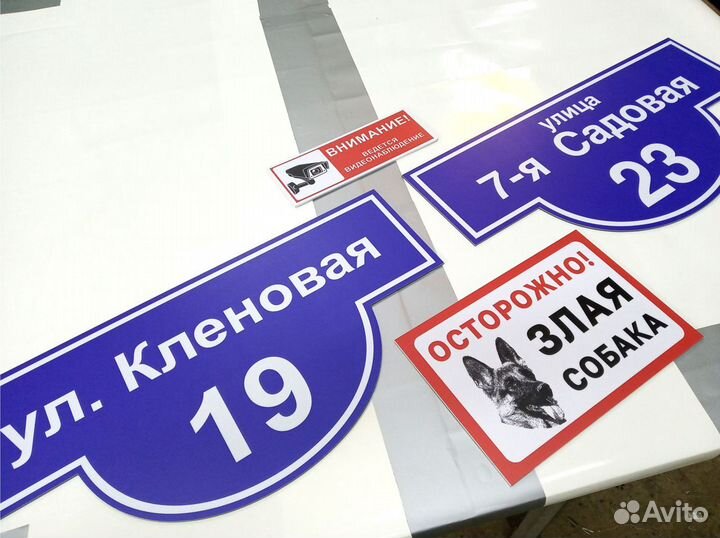 ВНИМАНИЕ!
ВЕДЕТСЯ
ВИДЕОНАБЛЮДЕНИЕ
улица
7-я Садовая
23
ул. Кленовая
19
ОСТОРОЖНО!
ЗЛАЯ
СОБАКА
Avito